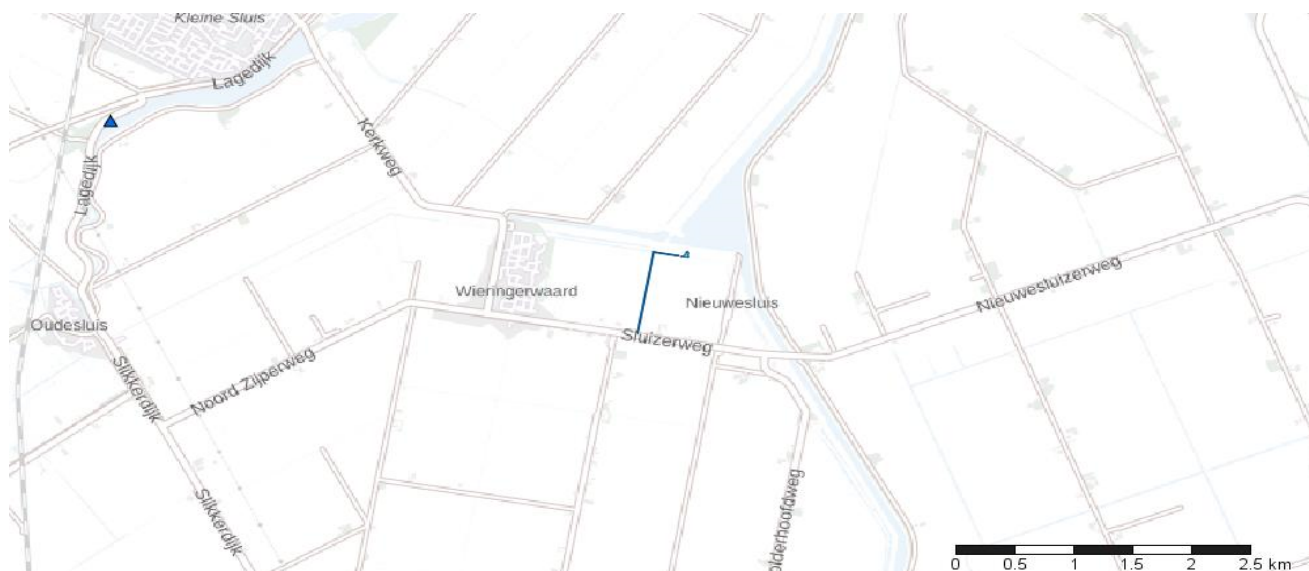 Kleine Sluis
Lagedijk
Kerkweg
Lagedijk
Wieringerwaard
Nieuwesluis
Nieuwesluizerweg
Oudesluis
Sluizerweg
Noord Zijperweg
Slikkerdijk
Slikkerdijk
olderhoofdweg
0 0.5 1 1.5 2 2.5 km